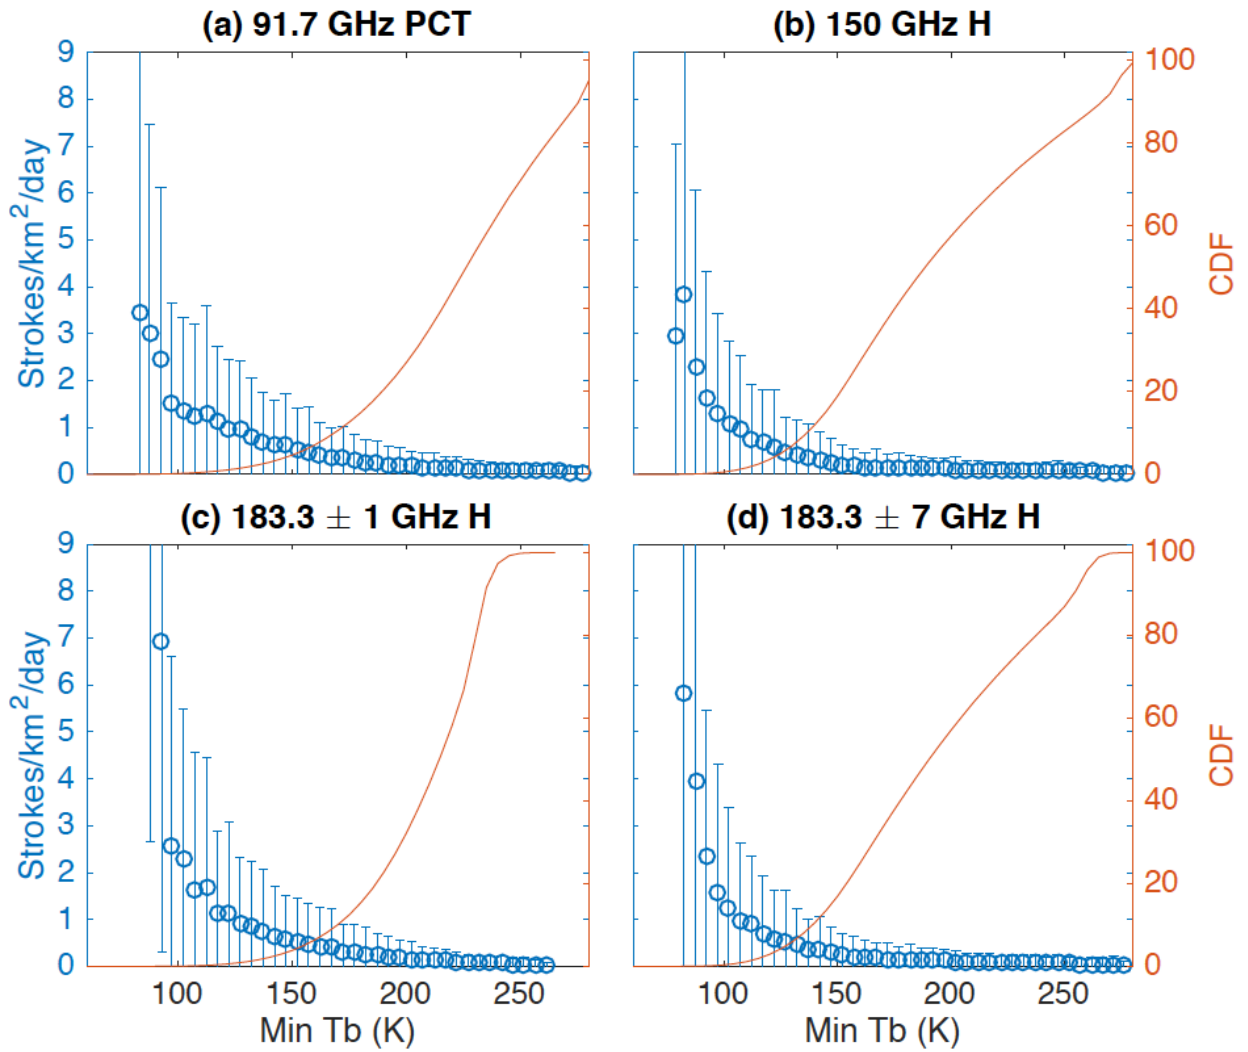 (a) 91.7 GHz PCT
(b) 150 GHz H
9
8
7
6
5
4
3
2
1
0
Strokes/km²/day
100
80
60
40
20
0
CDF
(c) 183.3 ± 1 GHz H
(d) 183.3 ± 7 GHz H
9
8
7
6
5
4
3
2
1
0
Strokes/km²/day
100
80
60
40
20
0
CDF
100 150 200 250
100 150 200 250
Min Tb (K)
Min Tb (K)